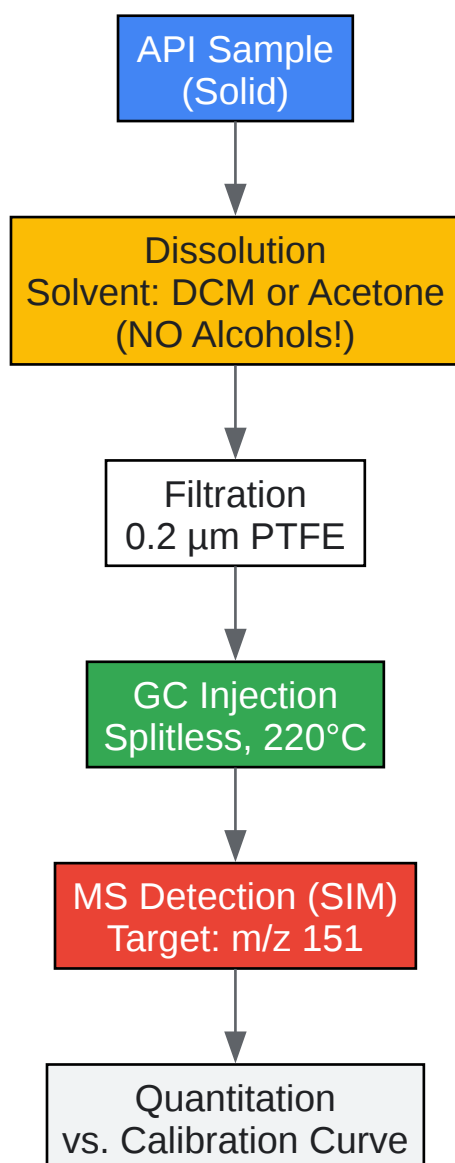 API Sample
(Solid)
Dissolution
Solvent: DCM or Acetone
(NO Alcohols!)
Filtration
0.2 µm PTFE
GC Injection
Splitless, 220°C
MS Detection (SIM)
Target: m/z 151
Quantitation
vs. Calibration Curve